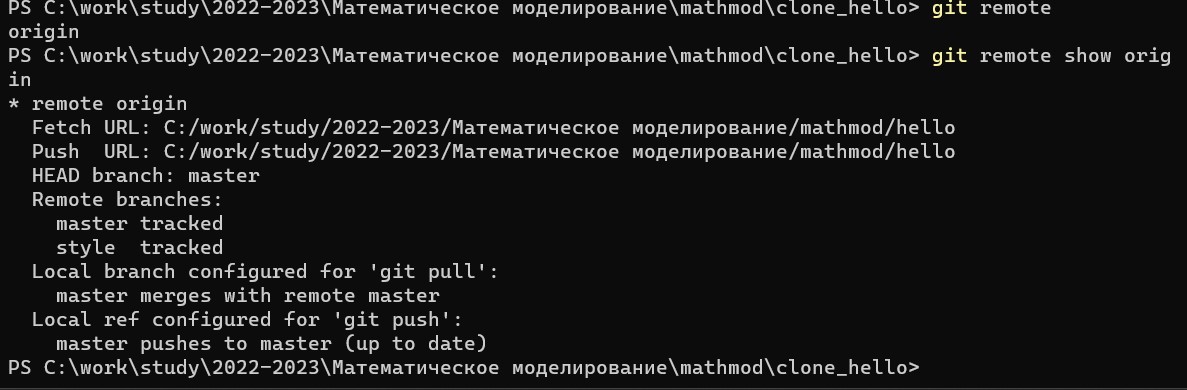 PS C:\work\study\2022-2023\Математическое моделирование\mathmod\clone_hello> git remote
origin
PS C:\work\study\2022-2023\Математическое моделирование\mathmod\clone_hello> git remote show orig
in
* remote origin
  Fetch URL: C:/work/study/2022-2023/Математическое моделирование/mathmod/hello
  Push  URL: C:/work/study/2022-2023/Математическое моделирование/mathmod/hello
  HEAD branch: master
  Remote branches:
    master tracked
    style  tracked
  Local branch configured for 'git pull':
    master merges with remote master
  Local ref configured for 'git push':
    master pushes to master (up to date)
PS C:\work\study\2022-2023\Математическое моделирование\mathmod\clone_hello>